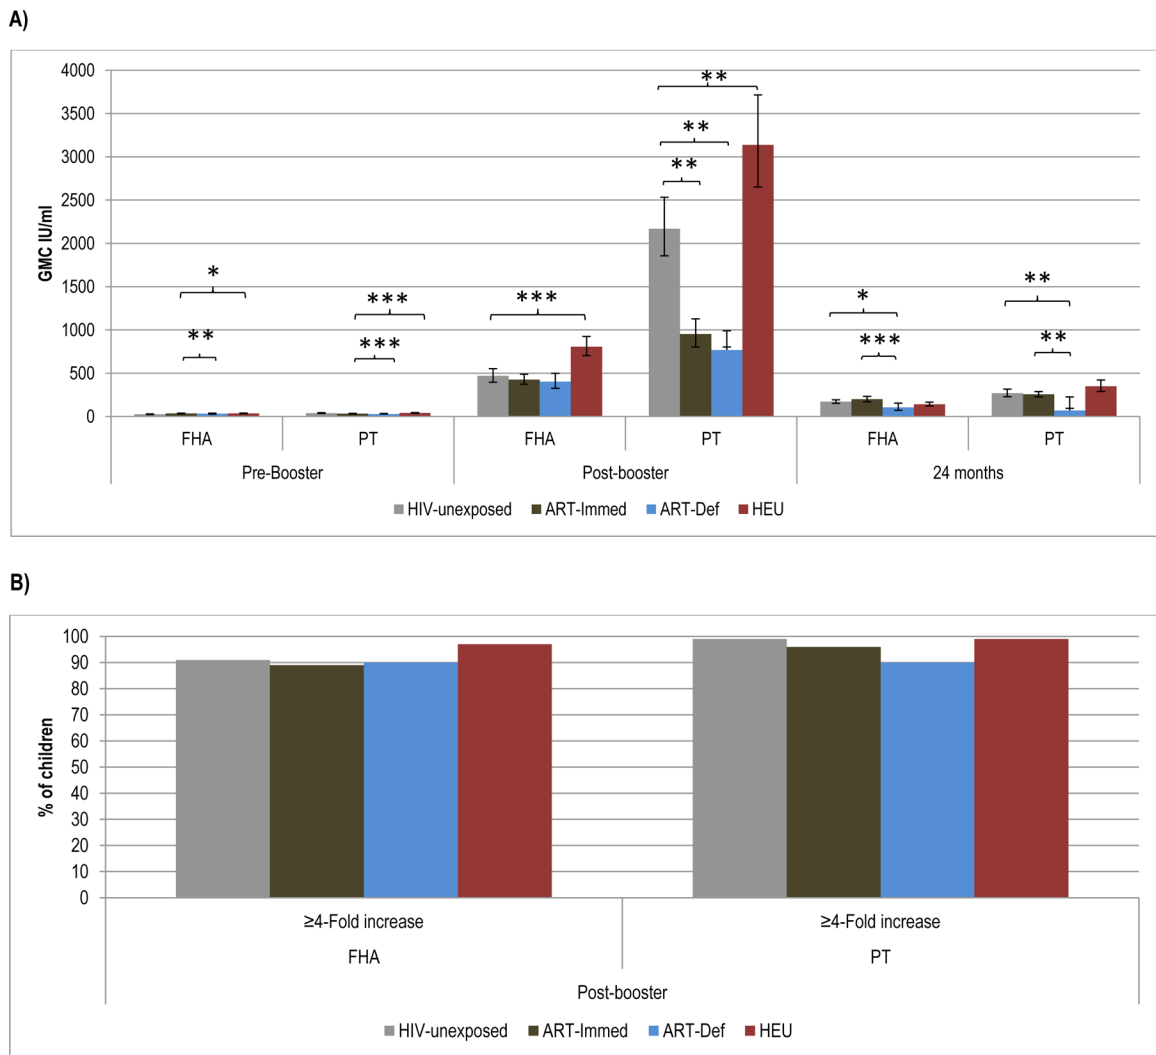 A)
4000
3500
3000
2500
2000
1500
1000
500
0
GMC IU/ml
**
**
**
*
**
***
***
***
*
***
**
**
FHA PT FHA PT FHA PT
Pre-Booster Post-booster 24 months
HIV-unexposed ART-Immed ART-Def HEU
B)
100
90
80
70
60
50
40
30
20
10
0
% of children
≥4-Fold increase ≥4-Fold increase
FHA PT
Post-booster
HIV-unexposed ART-Immed ART-Def HEU